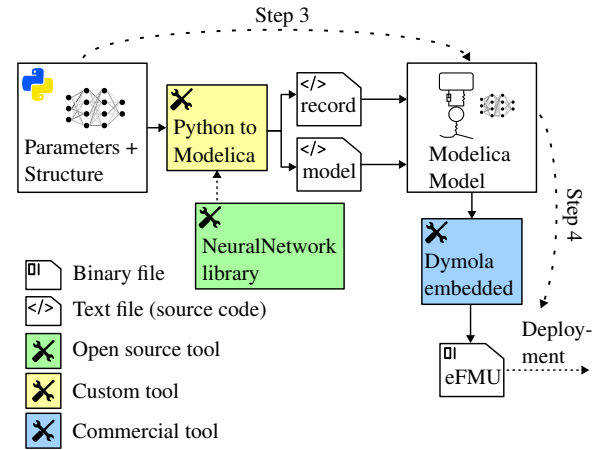 Step 3
Parameters +
Structure
Python to
Modelica
</>
record
</>
model
Modelica
Model
Step 4
NeuralNetwork
library
Dymola
embedded
Binary file
</>
Text file (source code)
Open source tool
Custom tool
Commercial tool
eFMU
Deploy-
ment